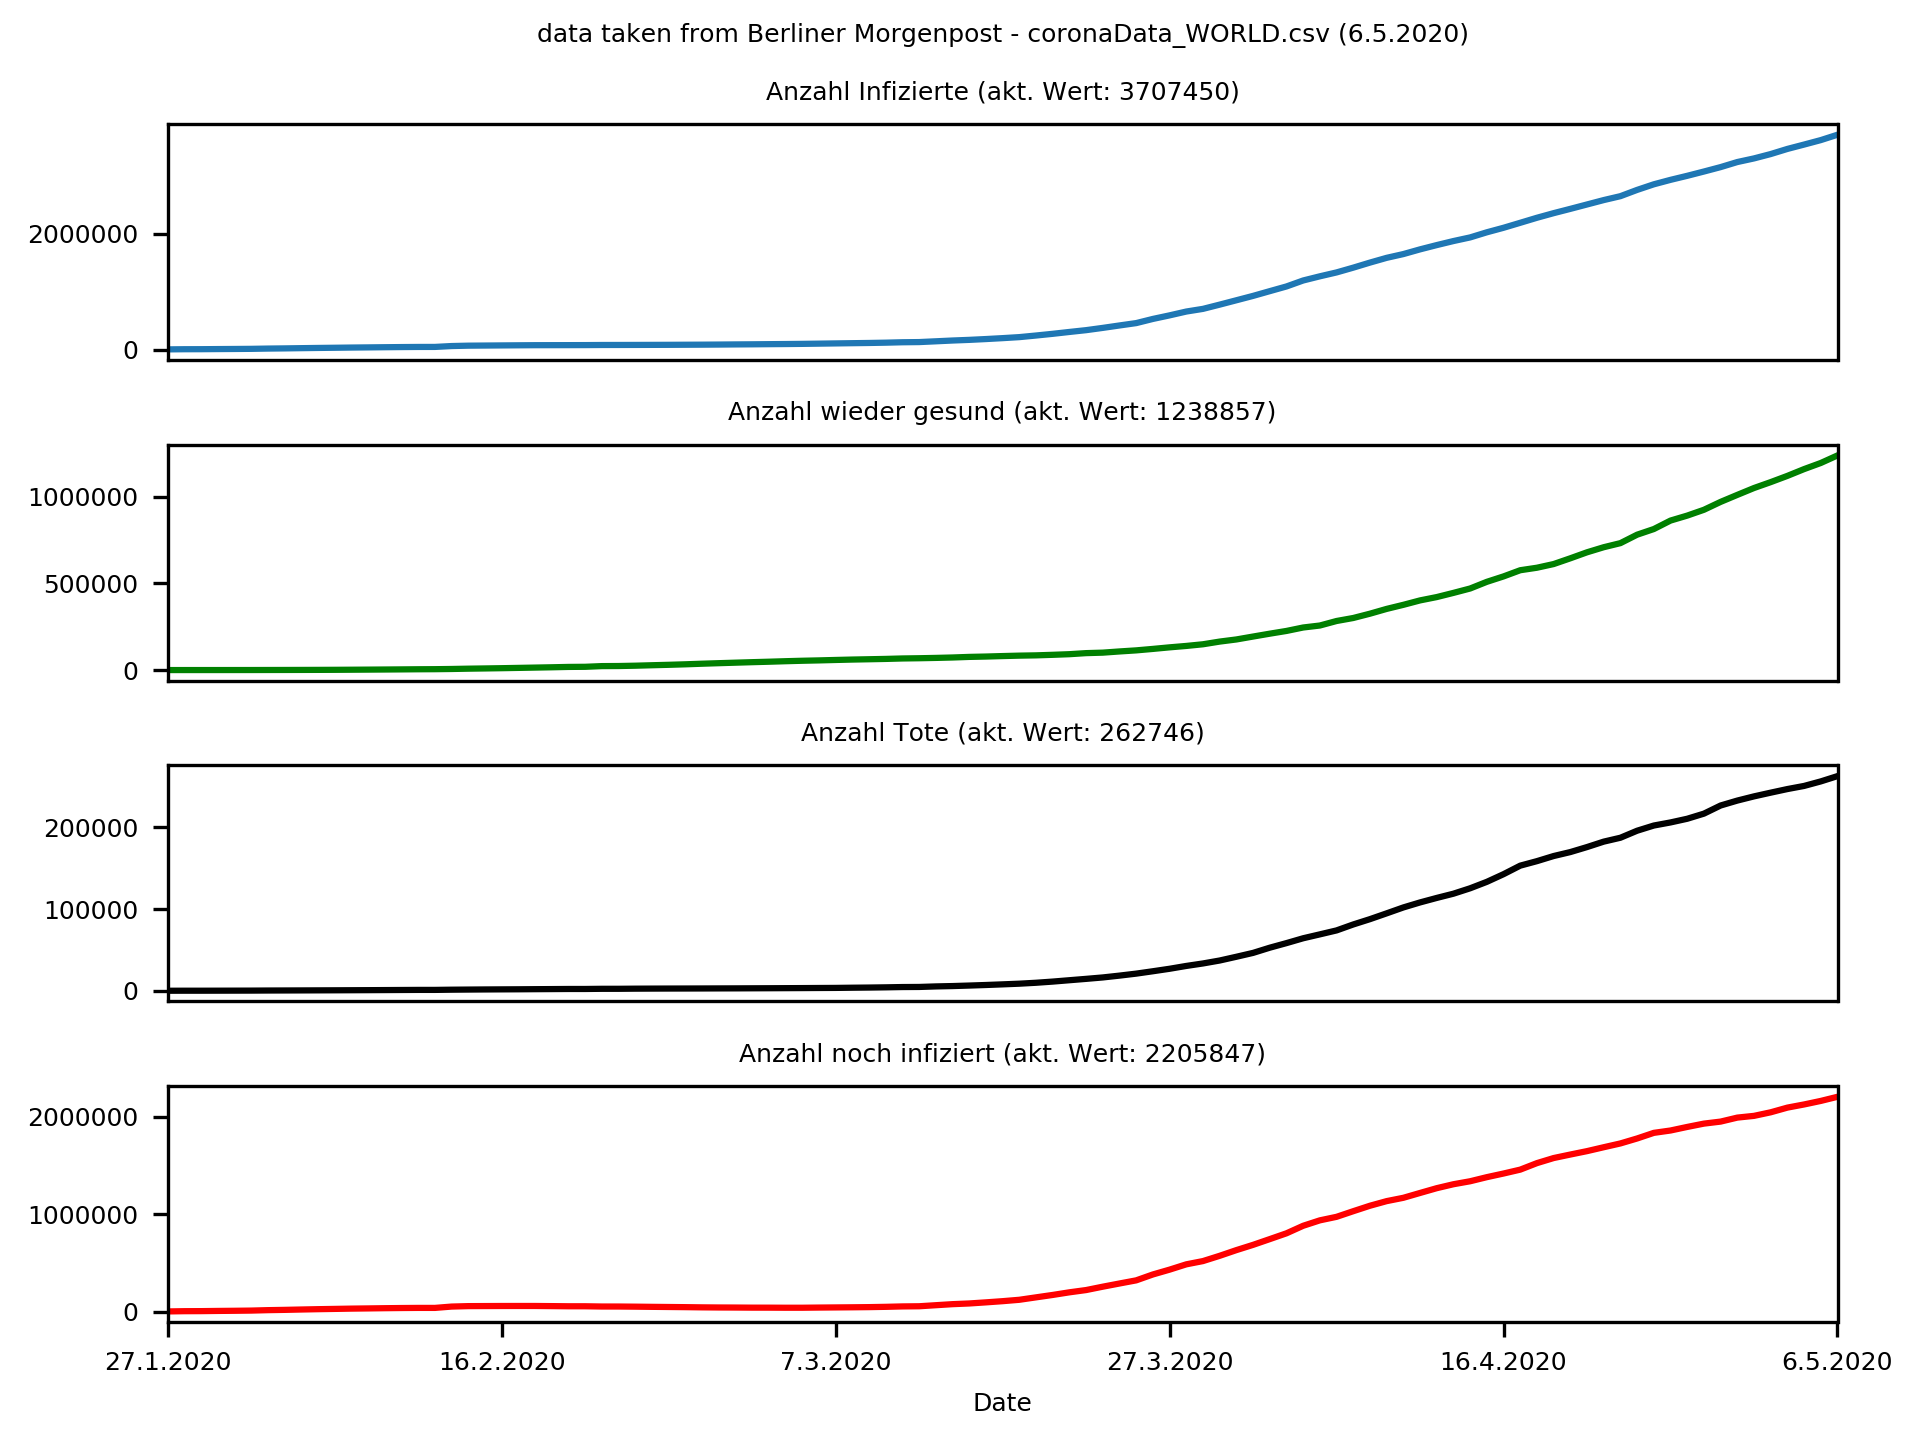 data taken from Berliner Morgenpost - coronaData_WORLD.csv (6.5.2020)
Anzahl Infizierte (akt. Wert: 3707450)
2000000
0
Anzahl wieder gesund (akt. Wert: 1238857)
1000000
500000
0
Anzahl Tote (akt. Wert: 262746)
200000
100000
0
Anzahl noch infiziert (akt. Wert: 2205847)
2000000
1000000
0
27.1.2020 16.2.2020 7.3.2020 27.3.2020 16.4.2020 6.5.2020
Date